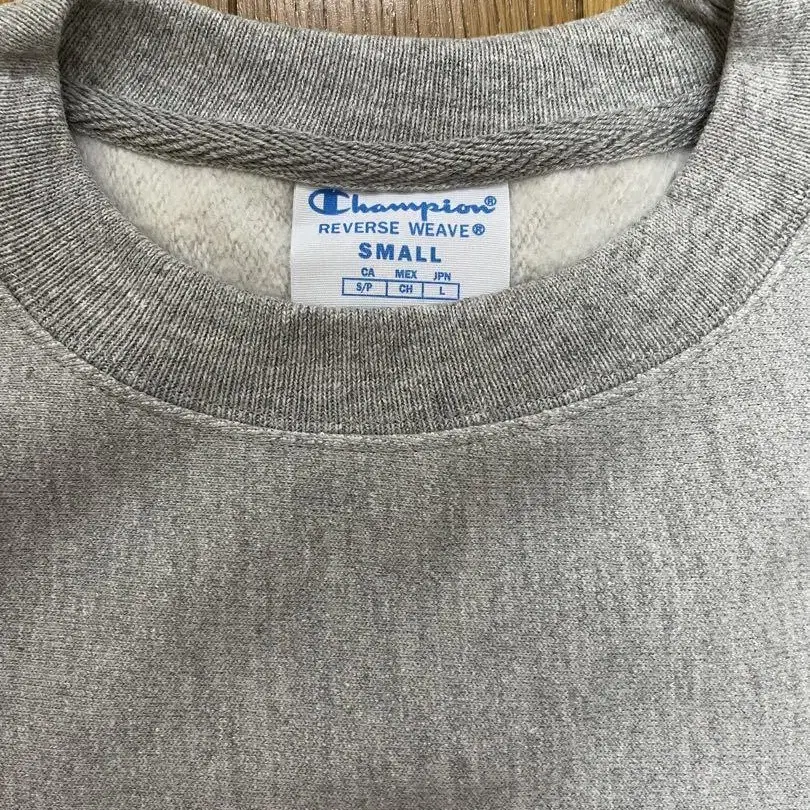 Champion®
REVERSE WEAVE®
SMALL
CA MEX JPN
S/P CH L